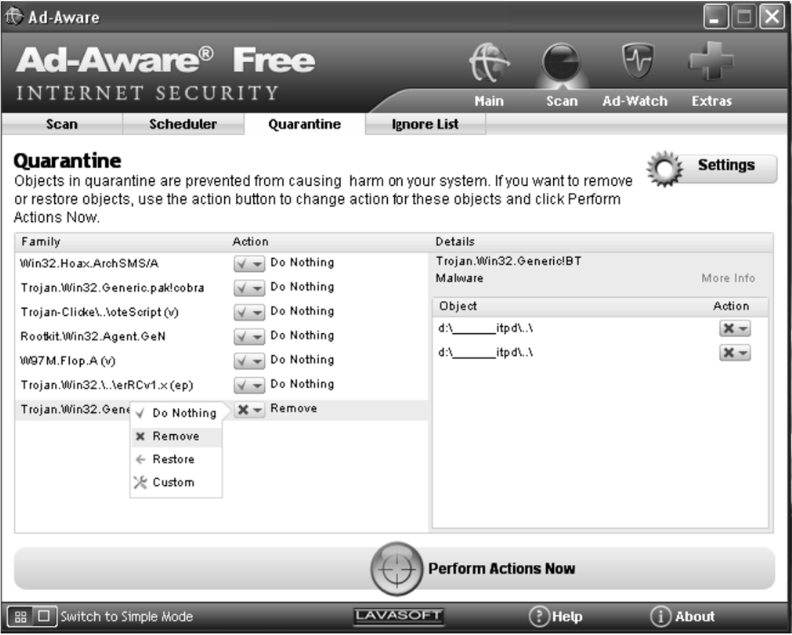 Ad-Aware
Ad-Aware® Free
INTERNET SECURITY
Main Scan Ad-Watch Extras
Scan Scheduler Quarantine Ignore List
Quarantine
Settings
Objects in quarantine are prevented from causing harm on your system. If you want to remove
or restore objects, use the action button to change action for these objects and click Perform
Actions Now.
Family Action Details
Win32.Hoax.ArchSMS/A Do Nothing
Trojan.Win32.Generic.pak!cobra Do Nothing
Trojan-Clicke\..\oteScript (v) Do Nothing
Rootkit.Win32.Agent.GeN Do Nothing
W97M.Flop.A (v) Do Nothing
Trojan.Win32.\..\erRCv1.x (ep) Do Nothing
Trojan.Win32.Gene Remove
Do Nothing
Remove
Restore
Custom
Trojan.Win32.Generic!BT
Malware More Info
Object Action
d:\______itpd\..\
d:\______itpd\..\
Perform Actions Now
Switch to Simple Mode LAVASOFT Help About